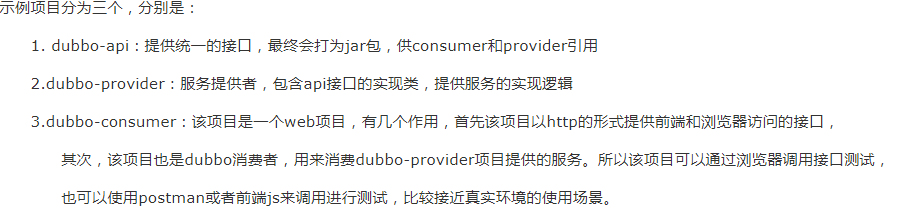 示例项目分为三个，分别是：
1. dubbo-api：提供统一的接口，最终会打为jar包，供consumer和provider引用
2.dubbo-provider：服务提供者，包含api接口的实现类，提供服务的实现逻辑
3.dubbo-consumer：该项目是一个web项目，有几个作用，首先该项目以http的形式提供前端和浏览器访问的接口，
其次，该项目也是dubbo消费者，用来消费dubbo-provider项目提供的服务。所以该项目可以通过浏览器调用接口测试，
也可以使用postman或者前端js来调用进行测试，比较接近真实环境的使用场景。